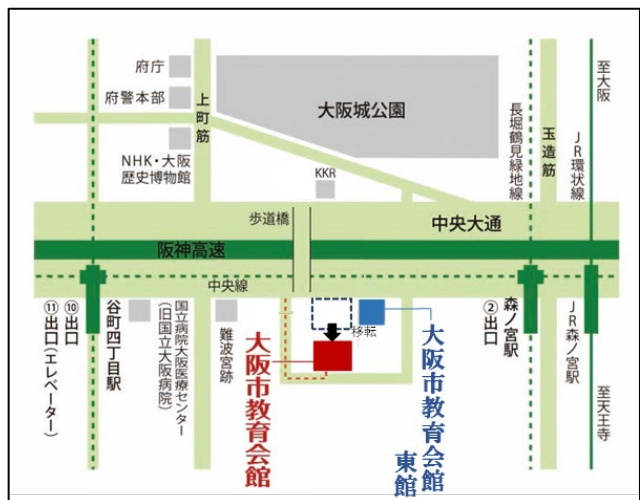 府庁
府警本部
NHK・大阪
歴史博物館
上町筋
大阪城公園
KKR
長堀鶴見緑地線
玉造筋
JR環状線
至大阪
歩道橋
中央大通
阪神高速
中央線
⑪出口(エレベーター)
⑩出口
谷町四丁目駅
国立病院大阪医療センター
(旧国立大阪病院)
難波宮跡
移転
大阪市教育会館
大阪市教育会館
東館
②出口
森ノ宮駅
JR森ノ宮駅
至天王寺